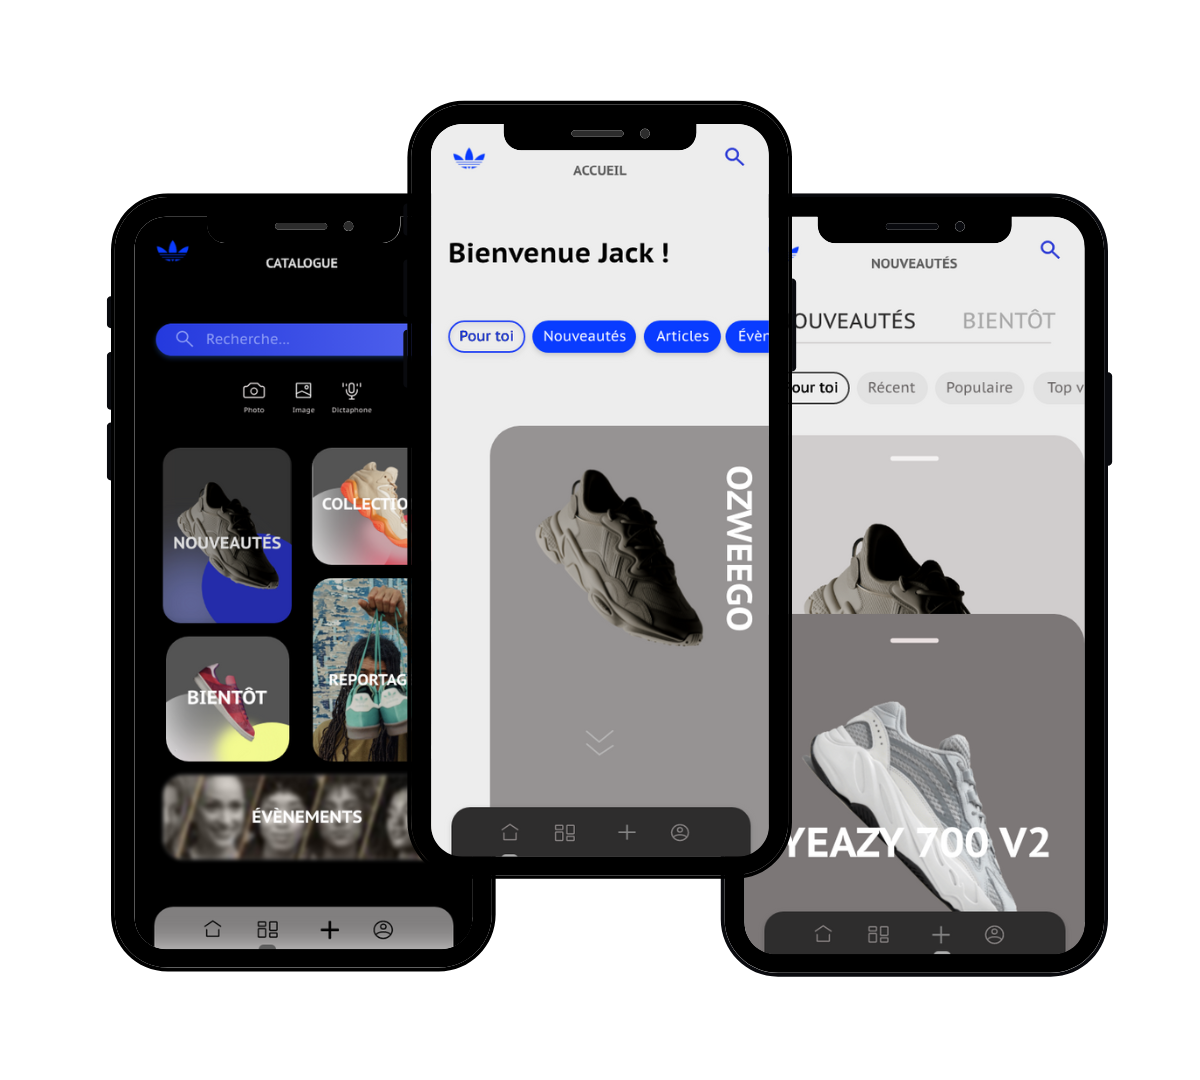 CATALOGUE
Recherche...
Photo
Image
Dictaphone
NOUVEAUTÉS
COLLECTIO
BIENTÔT
REPORTAG
ÉVÈNEMENTS
ACCUEIL
Bienvenue Jack !
Pour toi
Nouveautés
Articles
Évèn
OZWEEGO
NOUVEAUTÉS
OUVEAUTÉS
BIENTÔT
our toi
Récent
Populaire
Top v
YEAZY 700 V2